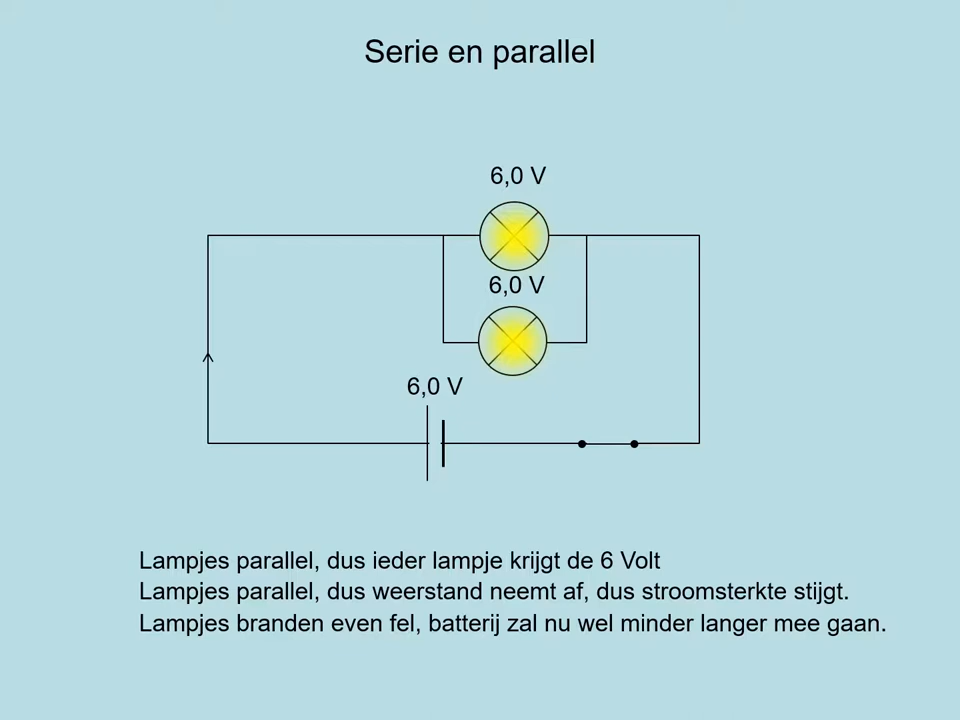 Serie en parallel
6,0 V
6,0 V
6,0 V
Lampjes parallel, dus ieder lampje krijgt de 6 Volt
Lampjes parallel, dus weerstand neemt af, dus stroomsterkte stijgt.
Lampjes branden even fel, batterij zal nu wel minder langer mee gaan.